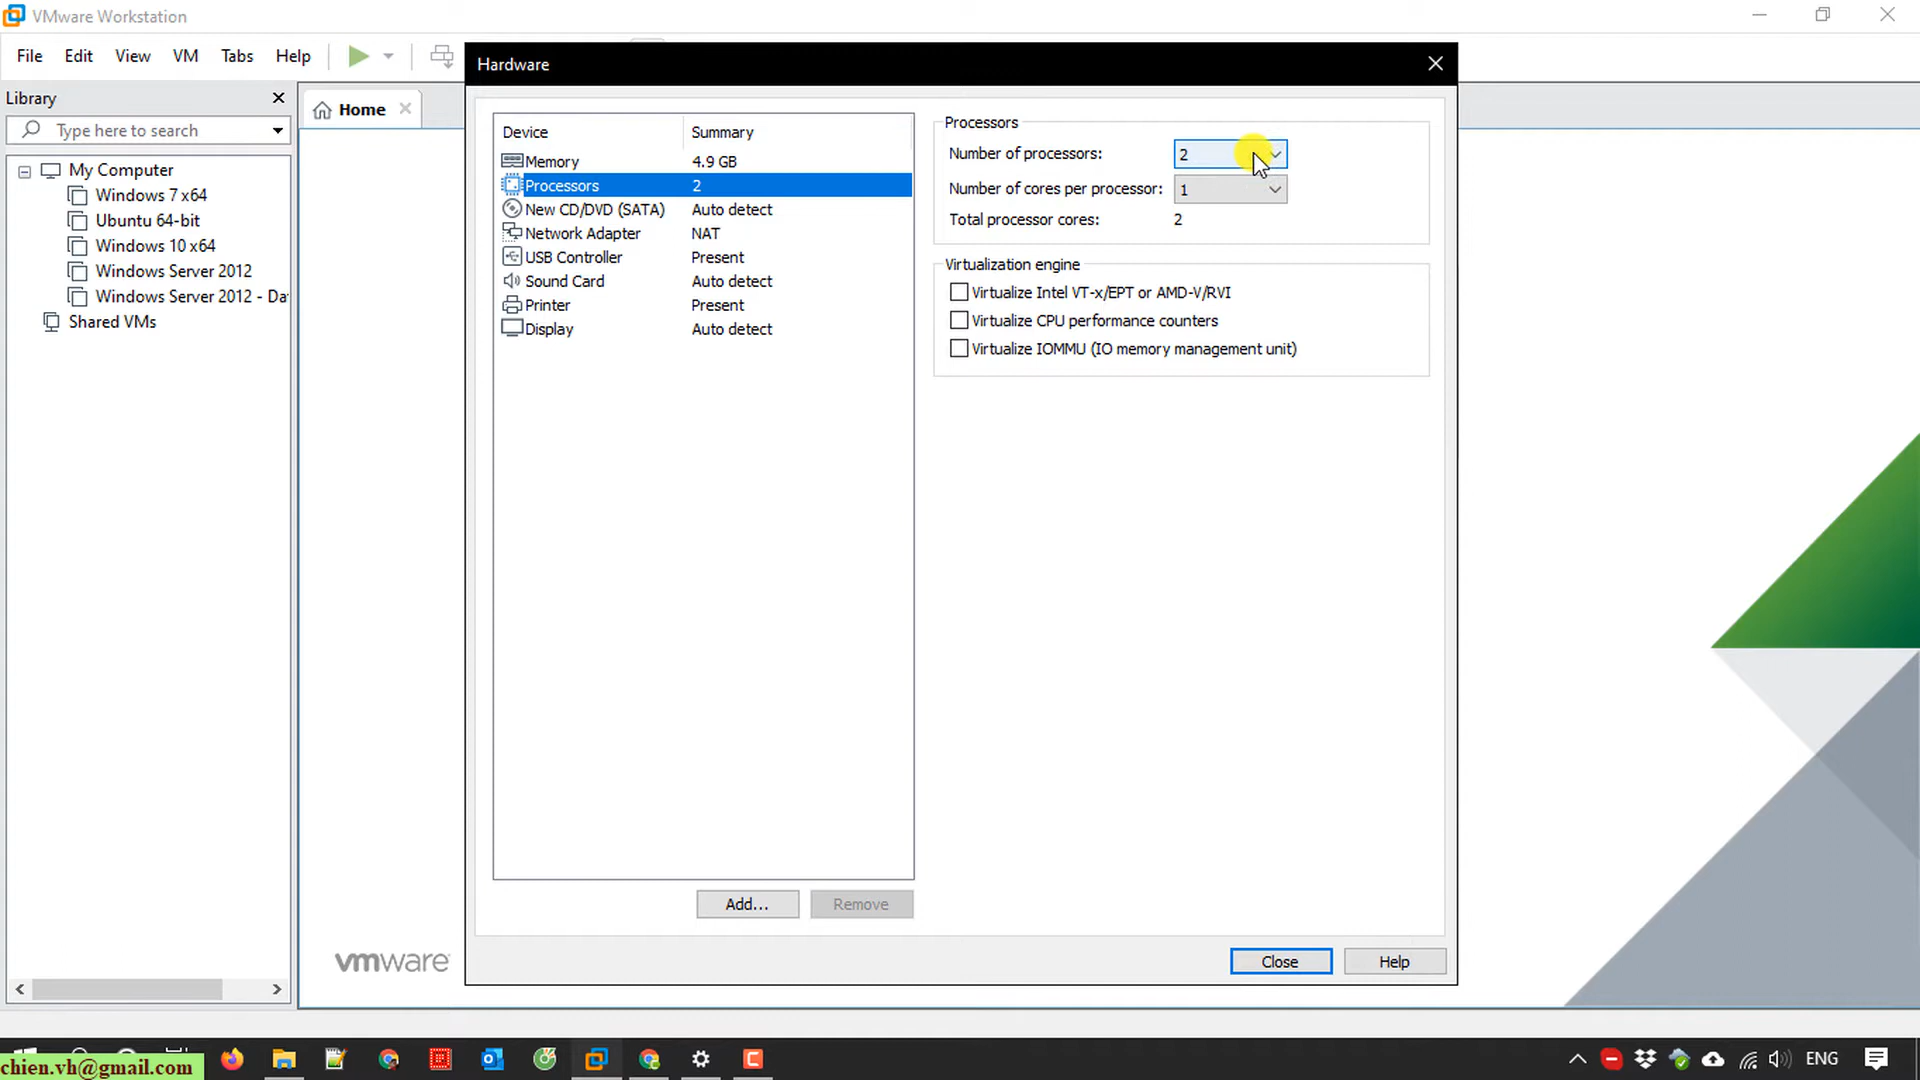 VMware Workstation
File Edit View VM Tabs Help
Hardware
Library
Home
Type here to search
My Computer
Windows 7 x64
Ubuntu 64-bit
Windows 10 x64
Windows Server 2012
Windows Server 2012 - Da
Shared VMs
Device Summary
Memory 4.9 GB
Processors 2
New CD/DVD (SATA) Auto detect
Network Adapter NAT
USB Controller Present
Sound Card Auto detect
Printer Present
Display Auto detect
Add... Remove
Processors
Number of processors: 2
Number of cores per processor: 1
Total processor cores: 2
Virtualization engine
Virtualize Intel VT-x/EPT or AMD-V/RVI
Virtualize CPU performance counters
Virtualize IOMMU (IO memory management unit)
Close Help
vmware
chien.vh@gmail.com
ENG